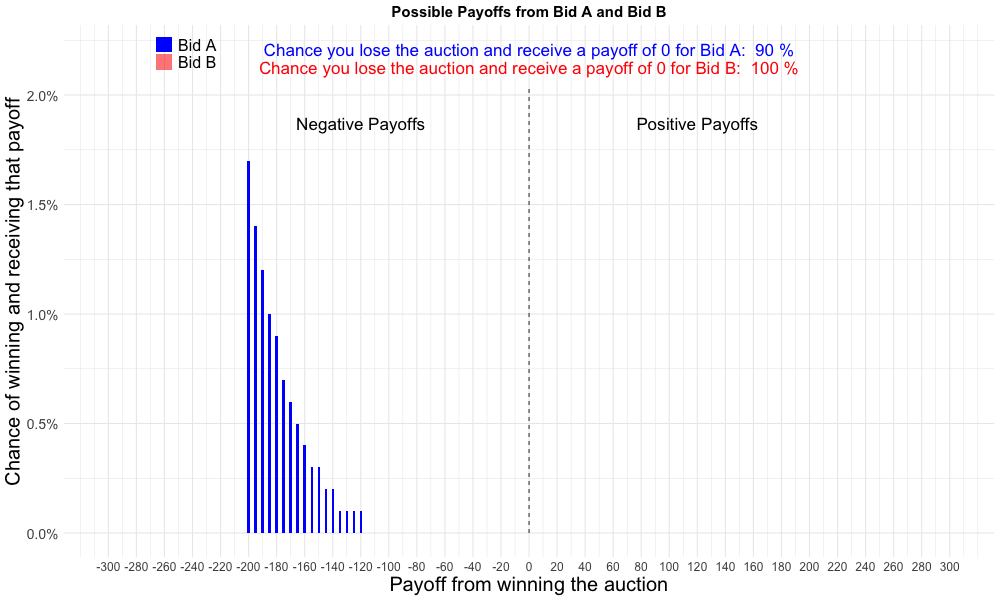 Possible Payoffs from Bid A and Bid B
Bid A
Bid B
Chance you lose the auction and receive a payoff of 0 for Bid A:  90 %
Chance you lose the auction and receive a payoff of 0 for Bid B:  100 %
Negative Payoffs
Positive Payoffs
Chance of winning and receiving that payoff
2.0%
1.5%
1.0%
0.5%
0.0%
-300 -280 -260 -240 -220 -200 -180 -160 -140 -120 -100 -80 -60 -40 -20 0 20 40 60 80 100 120 140 160 180 200 220 240 260 280 300
Payoff from winning the auction